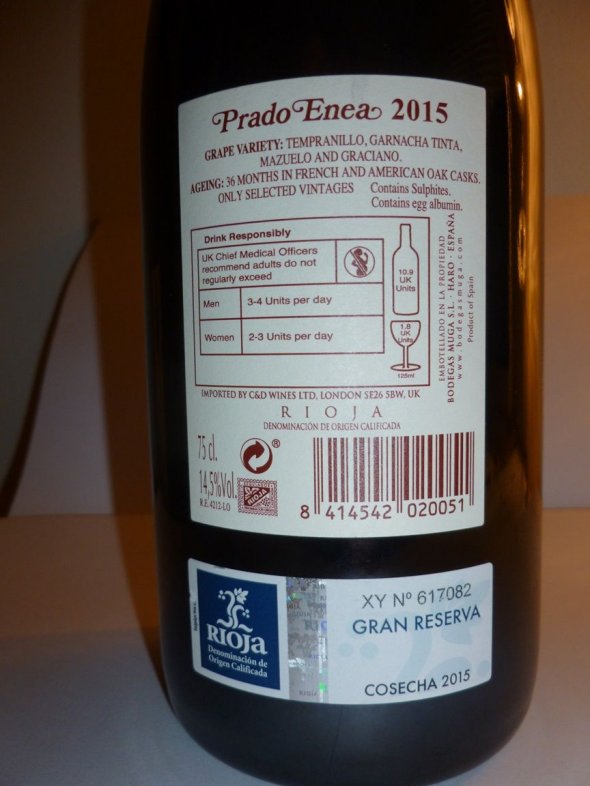 Prado Enea 2015
GRAPE VARIETY: TEMPRANILLO, GARNACHA TINTA,
MAZUELO AND GRACIANO.
AGEING: 36 MONTHS IN FRENCH AND AMERICAN OAK CASKS.
ONLY SELECTED VINTAGES
Contains Sulphites.
Contains egg albumin.
Drink Responsibly
UK Chief Medical Officers
recommend adults do not
regularly exceed
Men
3-4 Units per day
Women
2-3 Units per day
10.9
UK
Units
1.8
UK
Units
125ml
EMBOTELLADO EN LA PROPIEDAD
BODEGAS MUGA S.L. · HARO · ESPAÑA
www.bodegasmuga.com
Product of Spain
IMPORTED BY C&D WINES LTD, LONDON SE26 5BW, UK
RIOJA
DENOMINACIÓN DE ORIGEN CALIFICADA
75 cl.
®
14,5%Vol.
RIOJA
R.E. 4212-LO
8 414542 020051
RIOJA
Denominación de
Origen Calificada
XY Nº 617082
GRAN RESERVA
COSECHA 2015